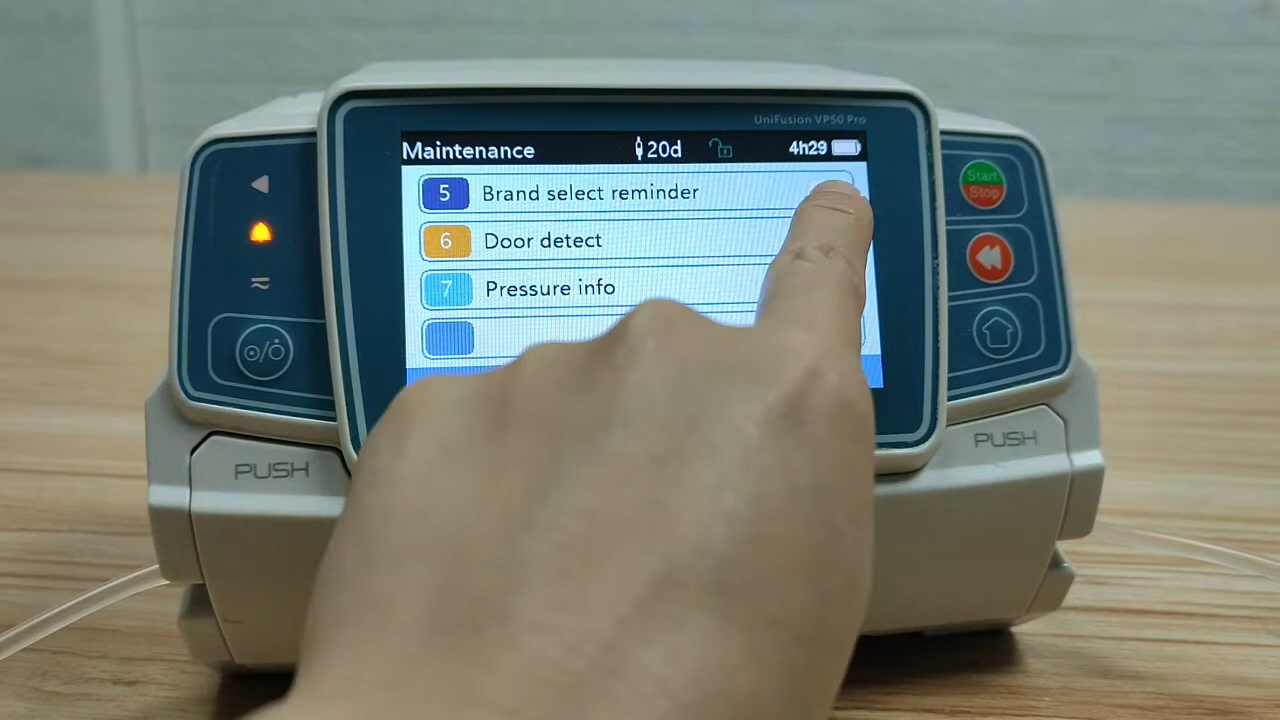 UniFusion VP50 Pro
Maintenance 20d 4h29
5 Brand select reminder
6 Door detect
7 Pressure info
Start
Stop
PUSH
PUSH